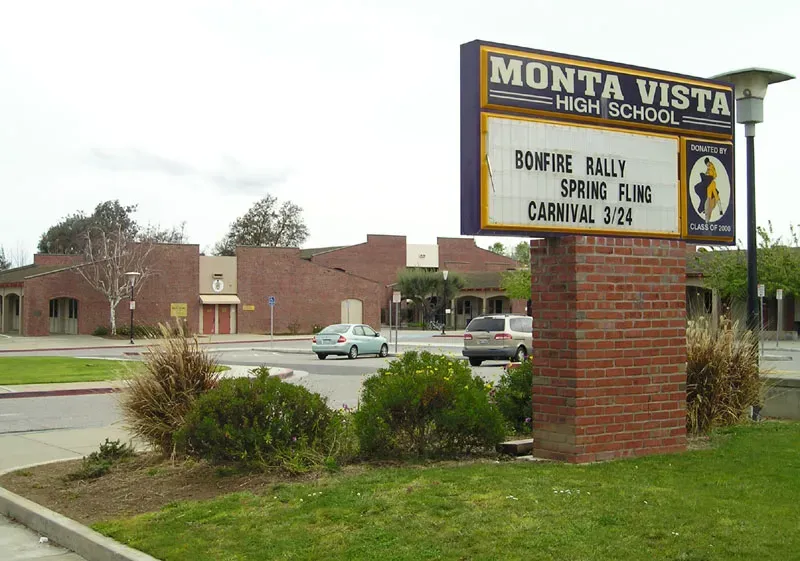 MONTA VISTA
HIGH SCHOOL
BONFIRE RALLY
SPRING FLING
CARNIVAL 3/24
DONATED BY
CLASS OF 2000